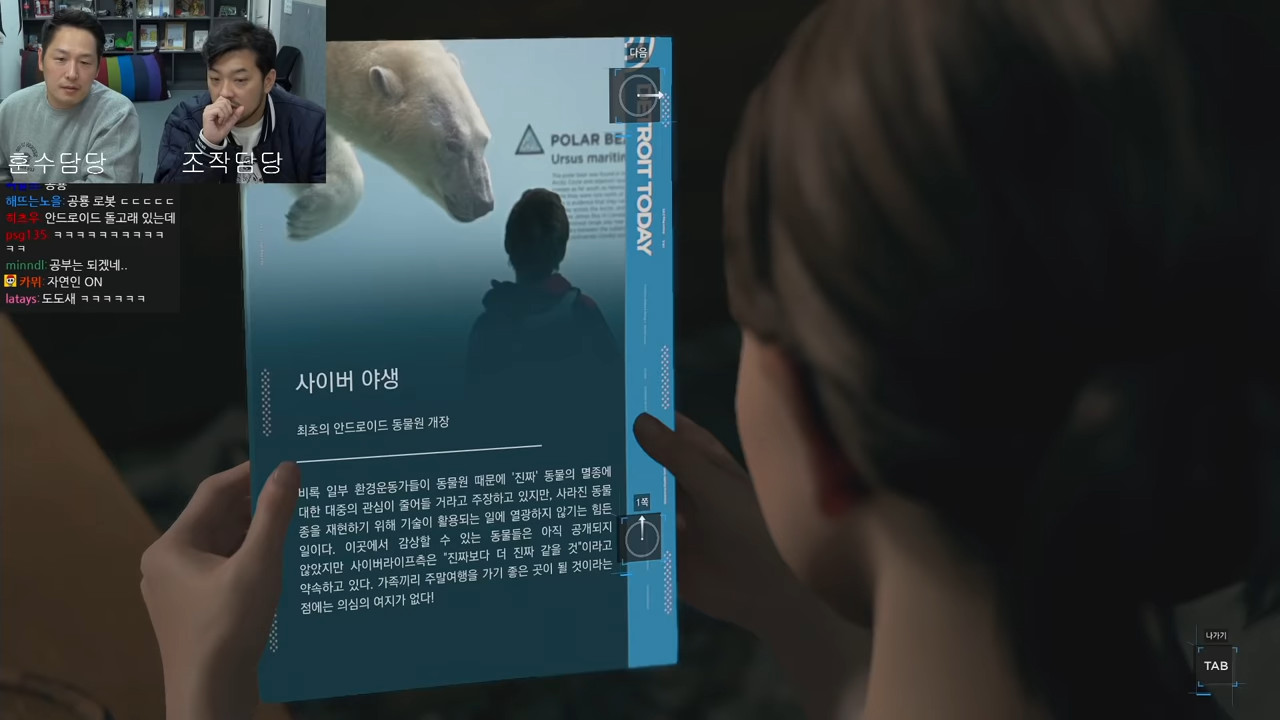 훈수담당
조작담당
해뜨는노을: 공룡 로봇 ㄷㄷㄷㄷㄷ
히츠우: 안드로이드 돌고래 있는데
psg135: ㅋㅋㅋㅋㅋㅋㅋㅋㅋㅋ
ㅋㅋ
minndl: 공부는 되겠네..
카뮈: 자연인 ON
latays: 도도새 ㅋㅋㅋㅋㅋㅋ
다음
POLAR BEA
Ursus maritim
TROIT TODAY
사이버 야생
최초의 안드로이드 동물원 개장
비록 일부 환경운동가들이 동물원 때문에 '진짜' 동물의 멸종에
대한 대중의 관심이 줄어들 거라고 주장하고 있지만, 사라진 동물
종을 재현하기 위해 기술이 활용되는 일에 열광하지 않기는 힘든
일이다. 이곳에서 감상할 수 있는 동물들은 아직 공개되지
않았지만 사이버라이프측은 "진짜보다 더 진짜 같을 것"이라고
약속하고 있다. 가족끼리 주말여행을 가기 좋은 곳이 될 것이라는
점에는 의심의 여지가 없다!
1쪽
나가기
TAB